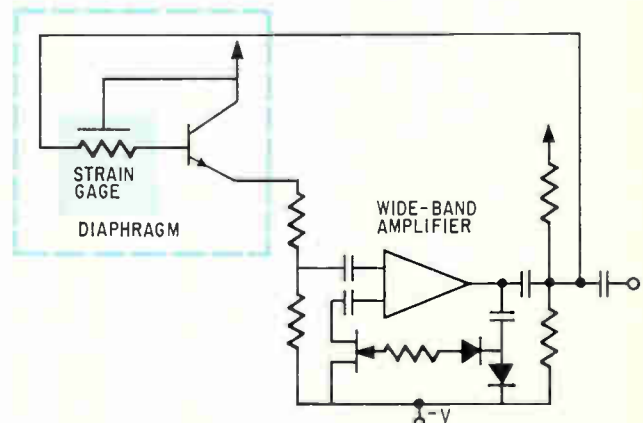 STRAIN
GAGE
DIAPHRAGM
WIDE-BAND
AMPLIFIER
-V